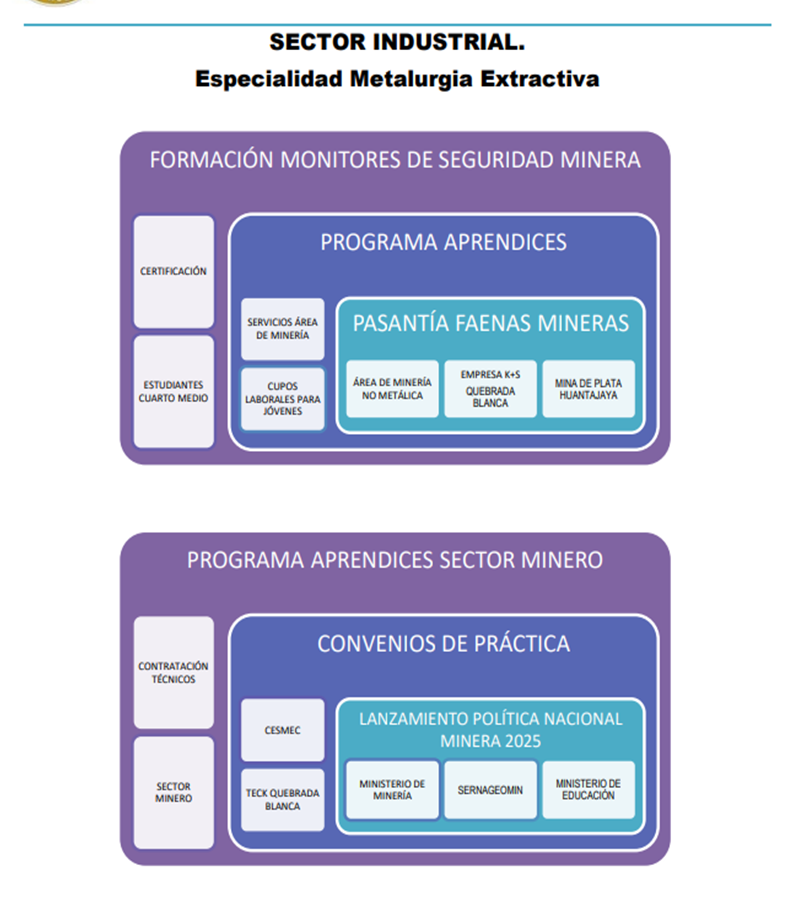 SECTOR INDUSTRIAL.
Especialidad Metalurgia Extractiva
FORMACIÓN MONITORES DE SEGURIDAD MINERA
CERTIFICACIÓN
ESTUDIANTES
CUARTO MEDIO
PROGRAMA APRENDICES
SERVICIOS ÁREA
DE MINERÍA
CUPOS
LABORALES PARA
JÓVENES
PASANTÍA FAENAS MINERAS
ÁREA DE MINERÍA
NO METÁLICA
EMPRESA K+S
QUEBRADA
BLANCA
MINA DE PLATA
HUANTAJAYA
PROGRAMA APRENDICES SECTOR MINERO
CONTRATACIÓN
TÉCNICOS
SECTOR
MINERO
CONVENIOS DE PRÁCTICA
CESMEC
TECK QUEBRADA
BLANCA
LANZAMIENTO POLÍTICA NACIONAL
MINERA 2025
MINISTERIO DE
MINERÍA
SERNAGEOMIN
MINISTERIO DE
EDUCACIÓN